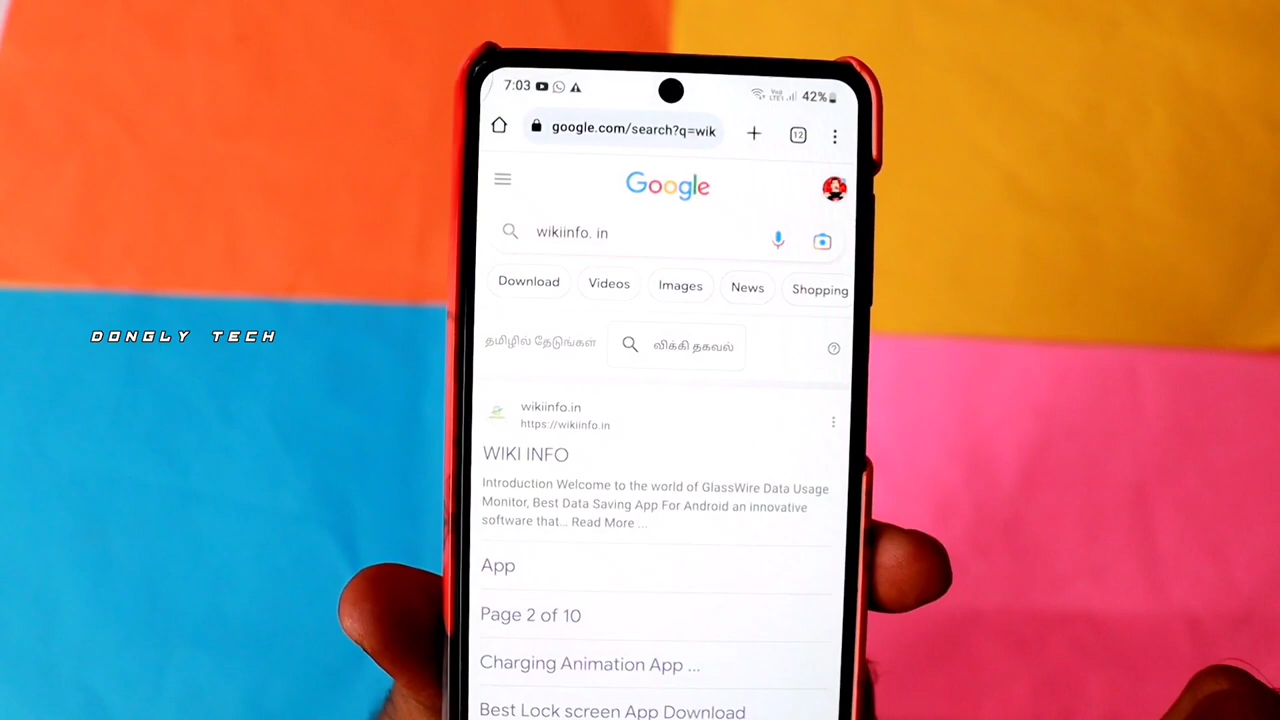 7:03 42%
google.com/search?q=wik 12
Google
wikiinfo. in
Download Videos Images News Shopping
தமிழில் தேடுங்கள் விக்கி தகவல்
DONGLY TECH
wikiinfo.in
https://wikiinfo.in
WIKI INFO
Introduction Welcome to the world of GlassWire Data Usage
Monitor, Best Data Saving App For Android an innovative
software that... Read More ...
App
Page 2 of 10
Charging Animation App ...
Best Lock screen App Download